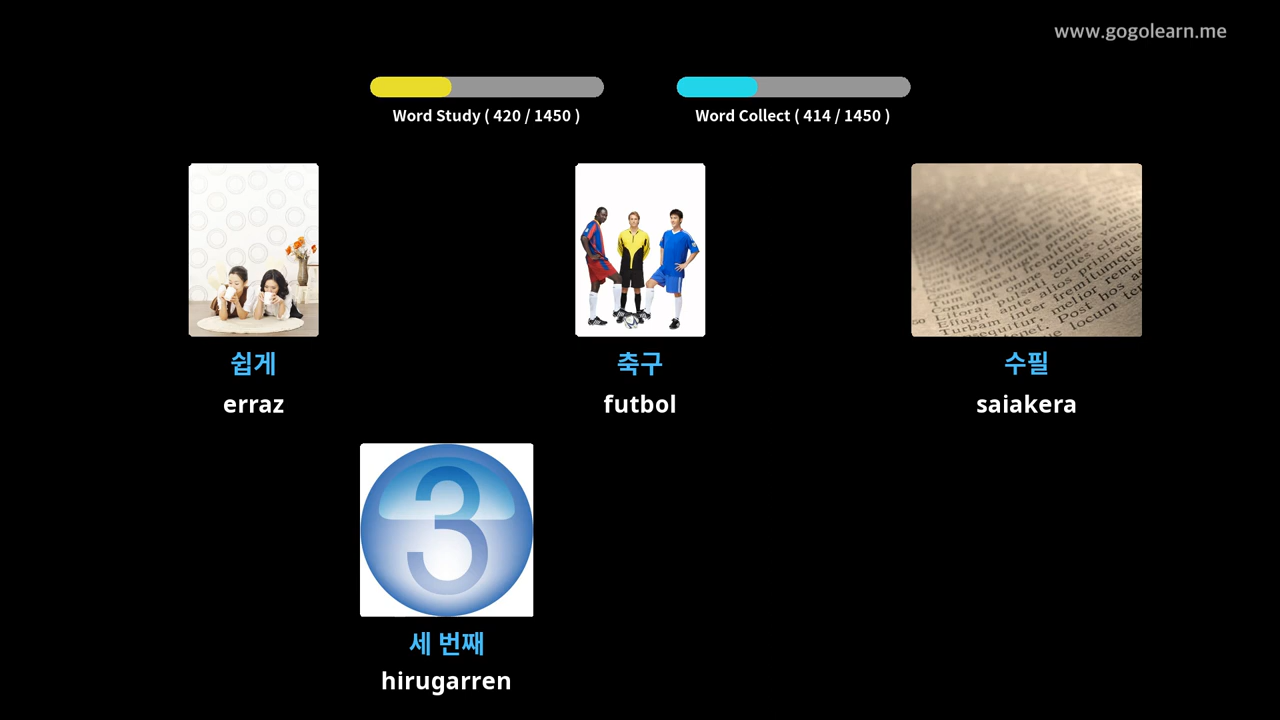 www.gogolearn.me
Word Study ( 420 / 1450 )
Word Collect ( 414 / 1450 )
쉽게
erraz
축구
futbol
수필
saiakera
3
세 번째
hirugarren